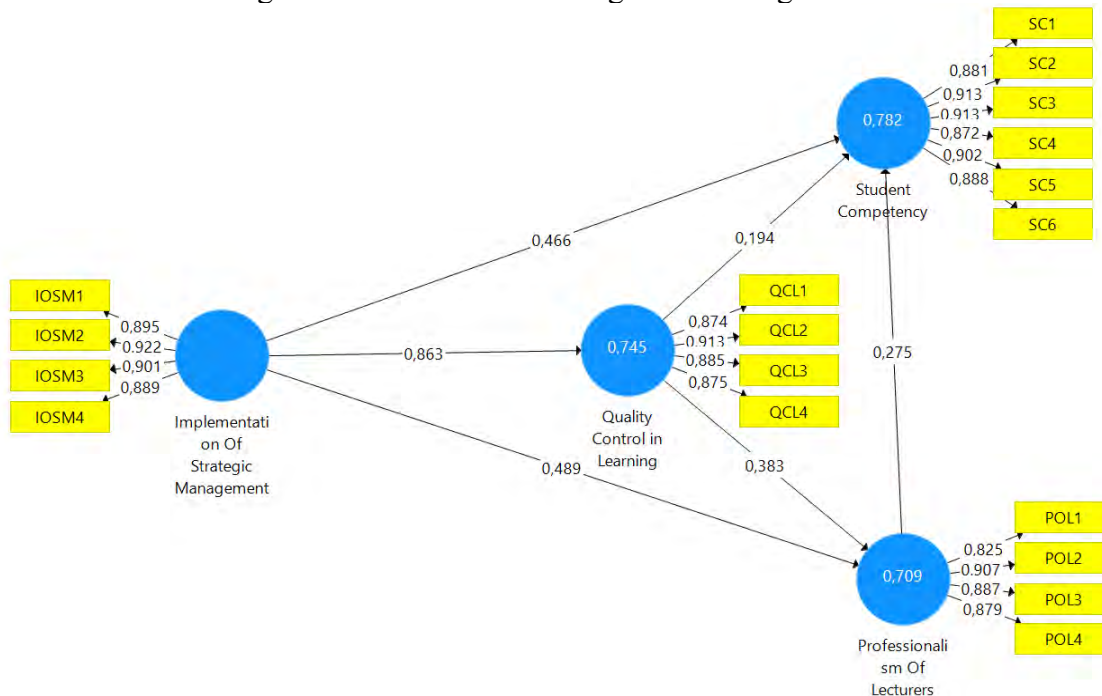 SC1
SC2
SC3
SC4
SC5
SC6
0,881
0,913
0,913
0,872
0,902
0,888
0,782
Student
Competency
0,466
0,194
0,275
IOSM1
IOSM2
IOSM3
IOSM4
0,895
0,922
0,901
0,889
Implementati
on Of
Strategic
Management
0,863
0,745
Quality
Control in
Learning
QCL1
QCL2
QCL3
QCL4
0,874
0,913
0,885
0,875
0,489
0,383
0,709
Professionali
sm Of
Lecturers
POL1
POL2
POL3
POL4
0,825
0,907
0,887
0,879